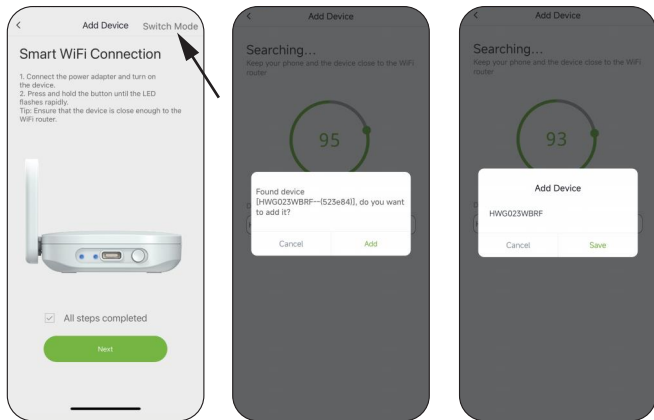 Add Device
Switch Mode
Smart WiFi Connection
1. Connect the power adapter and turn on
the device.
2. Press and hold the button until the LED
flashes rapidly.
Tip: Ensure that the device is close enough to the
WiFi router.
All steps completed
Next
Add Device
Searching...
Keep your phone and the device close to the WiFi
router
95
Found device
[HWG023WBRF--(523e84)], do you want
to add it?
Cancel
Add
Add Device
Searching...
Keep your phone and the device close to the WiFi
router
93
Add Device
HWG023WBRF
Cancel
Save